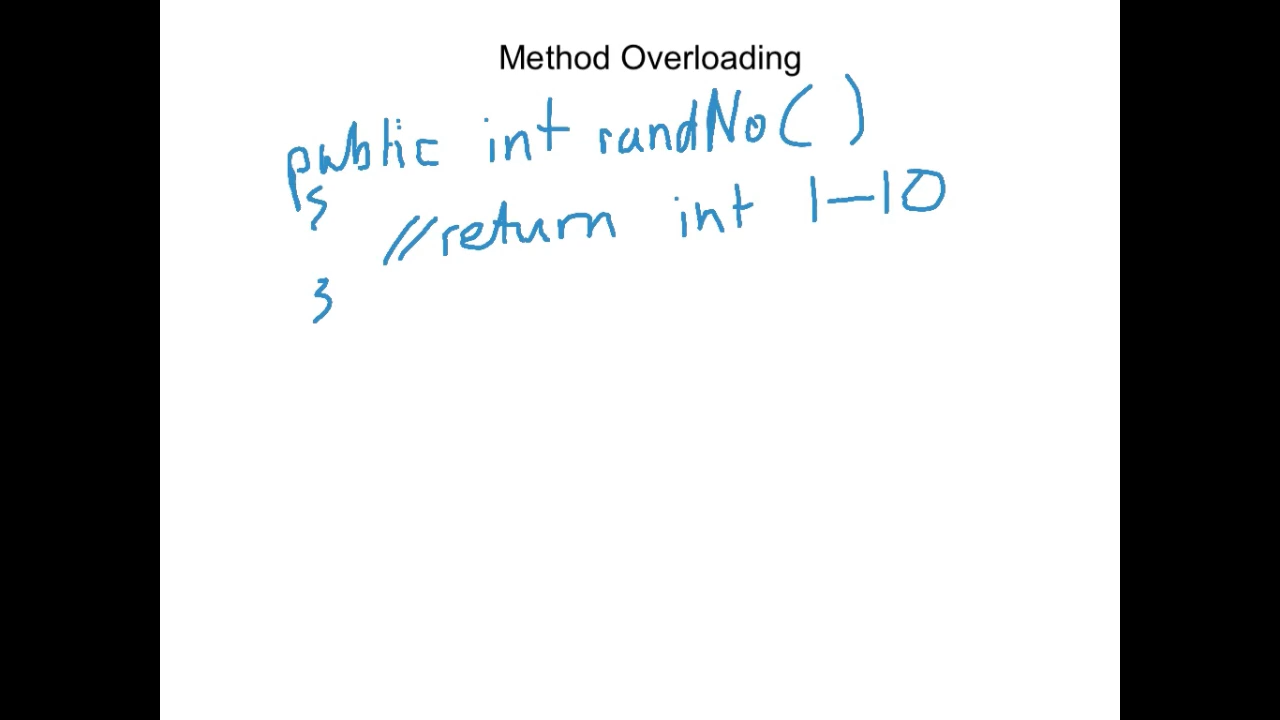 Method Overloading
public int randNo( )
{
//return int 1-10
}